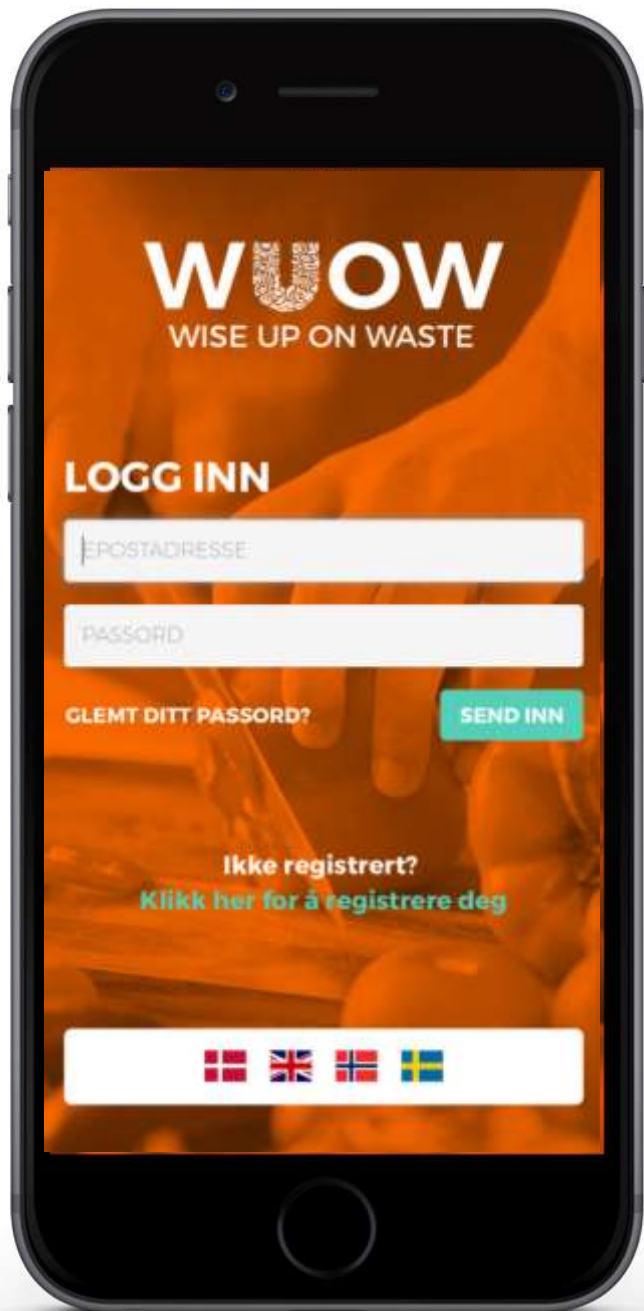 WUOW
WISE UP ON WASTE
LOGG INN
EPOSTADRESSE
PASSORD
GLEMT DITT PASSORD?
SEND INN
Ikke registrert?
Klikk her for å registrere deg